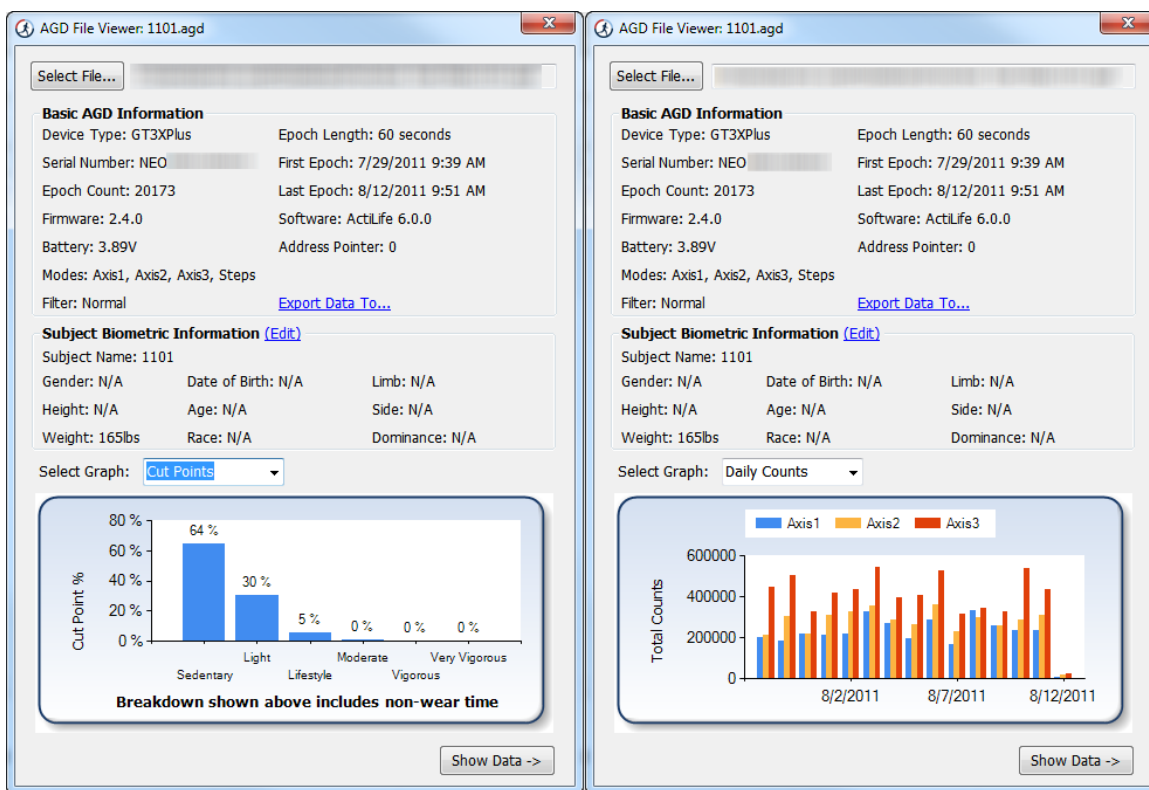 AGD File Viewer: 1101.agd
Select File...
Basic AGD Information
Device Type: GT3XPlus Epoch Length: 60 seconds
Serial Number: NEO First Epoch: 7/29/2011 9:39 AM
Epoch Count: 20173 Last Epoch: 8/12/2011 9:51 AM
Firmware: 2.4.0 Software: ActiLife 6.0.0
Battery: 3.89V Address Pointer: 0
Modes: Axis1, Axis2, Axis3, Steps
Filter: Normal Export Data To...
Subject Biometric Information (Edit)
Subject Name: 1101
Gender: N/A Date of Birth: N/A Limb: N/A
Height: N/A Age: N/A Side: N/A
Weight: 165lbs Race: N/A Dominance: N/A
Select Graph: Cut Points
Cut Point %
80 %
60 %
40 %
20 %
0 %
64 % 30 % 5 % 0 % 0 % 0 %
Light Moderate Very Vigorous
Sedentary Lifestyle Vigorous
Breakdown shown above includes non-wear time
Show Data ->
AGD File Viewer: 1101.agd
Select File...
Basic AGD Information
Device Type: GT3XPlus Epoch Length: 60 seconds
Serial Number: NEO First Epoch: 7/29/2011 9:39 AM
Epoch Count: 20173 Last Epoch: 8/12/2011 9:51 AM
Firmware: 2.4.0 Software: ActiLife 6.0.0
Battery: 3.89V Address Pointer: 0
Modes: Axis1, Axis2, Axis3, Steps
Filter: Normal Export Data To...
Subject Biometric Information (Edit)
Subject Name: 1101
Gender: N/A Date of Birth: N/A Limb: N/A
Height: N/A Age: N/A Side: N/A
Weight: 165lbs Race: N/A Dominance: N/A
Select Graph: Daily Counts
Axis1 Axis2 Axis3
Total Counts
600000
400000
200000
0
8/2/2011 8/7/2011 8/12/2011
Show Data ->